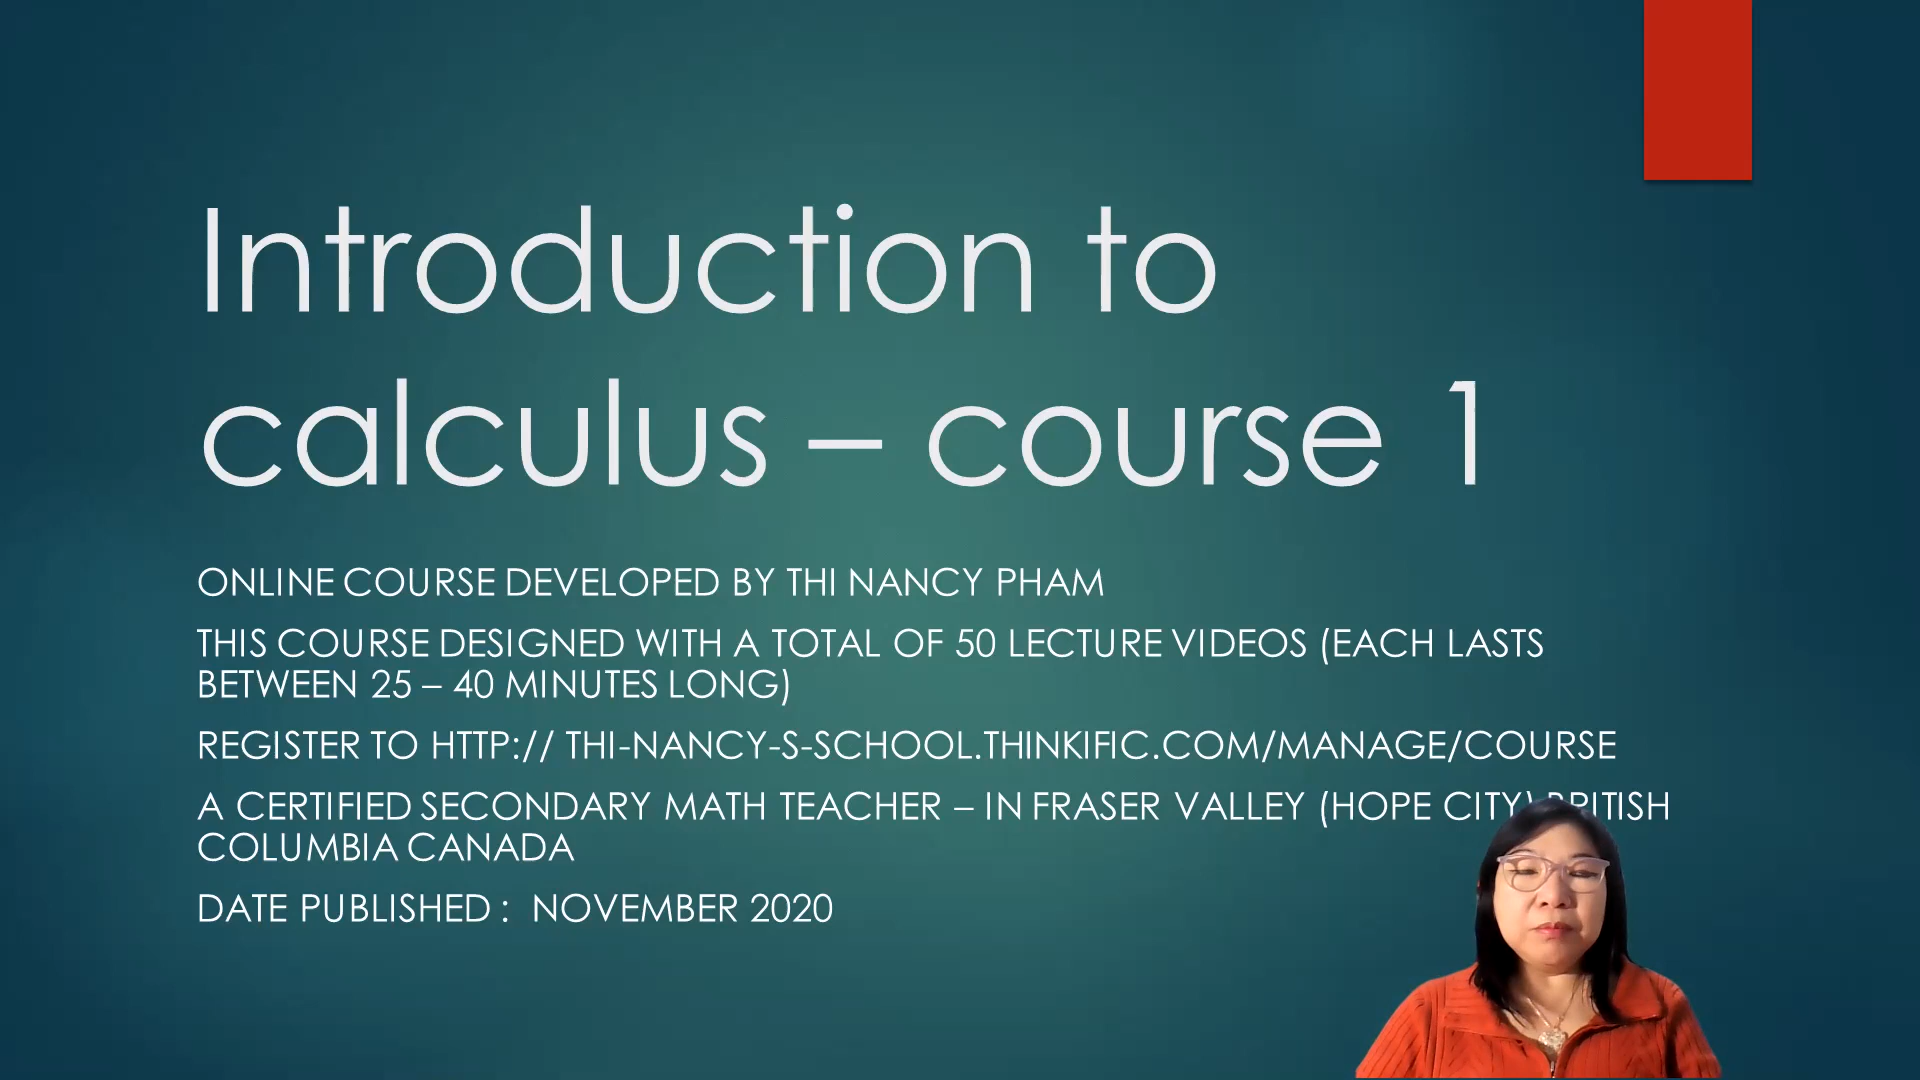 Introduction to
calculus – course 1
ONLINE COURSE DEVELOPED BY THI NANCY PHAM
THIS COURSE DESIGNED WITH A TOTAL OF 50 LECTURE VIDEOS (EACH LASTS
BETWEEN 25 – 40 MINUTES LONG)
REGISTER TO HTTP:// THI-NANCY-S-SCHOOL.THINKIFIC.COM/MANAGE/COURSE
A CERTIFIED SECONDARY MATH TEACHER – IN FRASER VALLEY (HOPE CITY) BRITISH
COLUMBIA CANADA
DATE PUBLISHED : NOVEMBER 2020